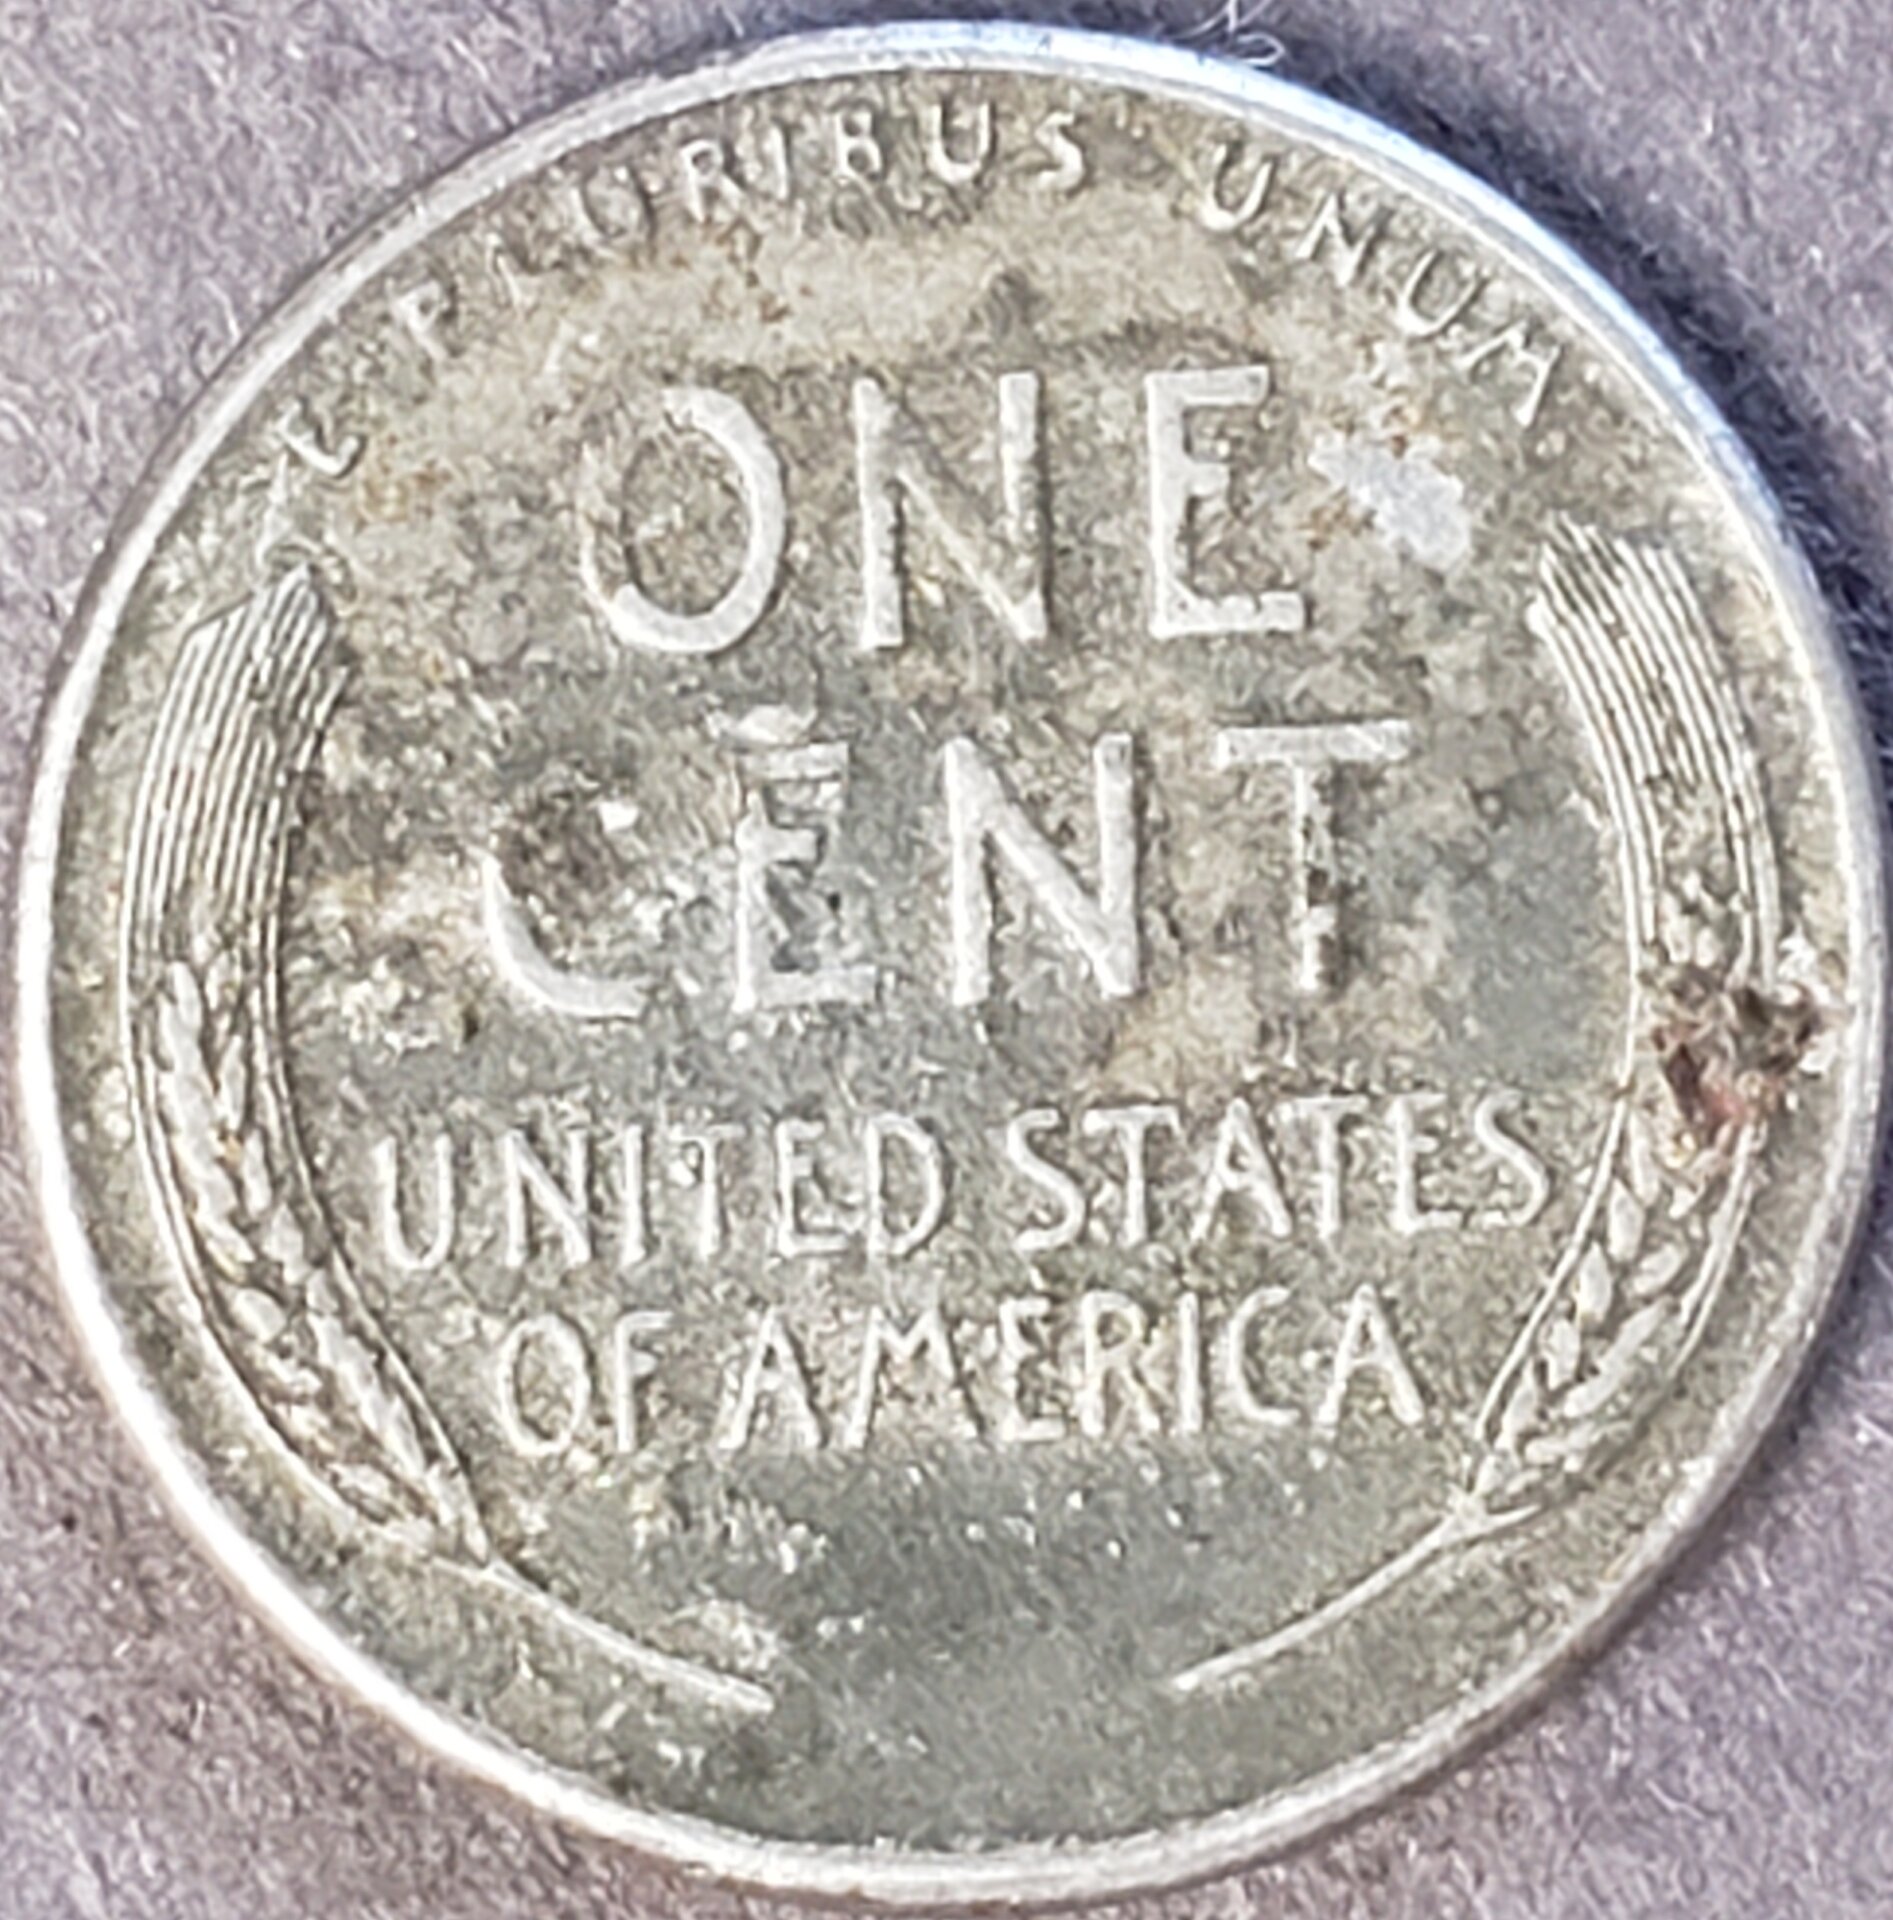 E PLURIBUS UNUM
ONE
CENT
UNITED STATES
OF AMERICA